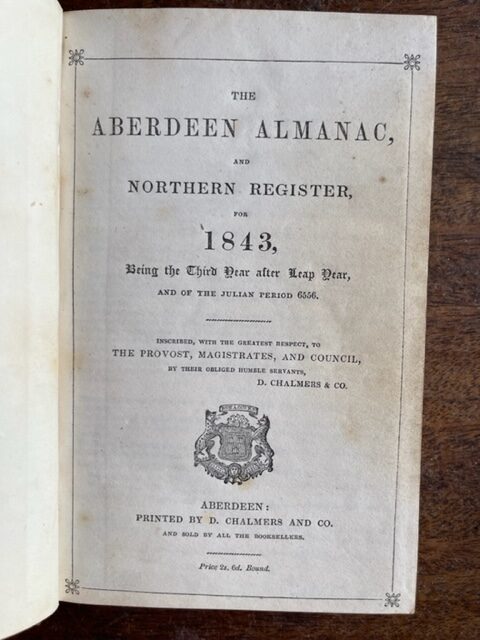 THE
ABERDEEN ALMANAC,
AND
NORTHERN REGISTER,
FOR
1843,
Being the Third Year after Leap Year,
AND OF THE JULIAN PERIOD 6556.
INSCRIBED, WITH THE GREATEST RESPECT, TO
THE PROVOST, MAGISTRATES, AND COUNCIL,
BY THEIR OBLIGED HUMBLE SERVANTS,
D. CHALMERS & CO.
ABERDEEN:
PRINTED BY D. CHALMERS AND CO.
AND SOLD BY ALL THE BOOKSELLERS.
Price 2s. 6d. Bound.